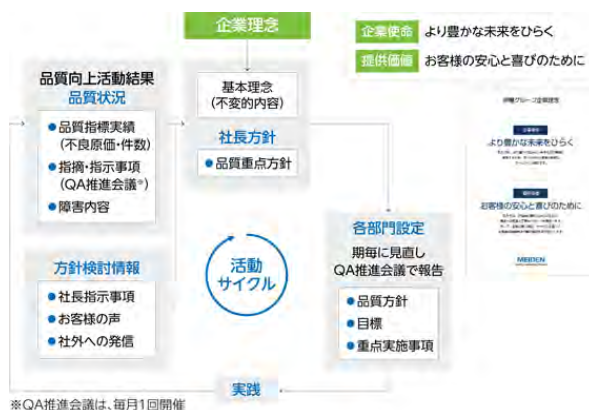 企業理念
企業使命 より豊かな未来をひらく
提供価値 お客様の安心と喜びのために
品質向上活動結果
品質状況
●品質指標実績
(不良原価・件数)
●指摘・指示事項
(QA推進会議※)
●障害内容
基本理念
(不変的内容)
社長方針
●品質重点方針
方針検討情報
●社長指示事項
●お客様の声
●社外への発信
活動
サイクル
各部門設定
期毎に見直し
QA推進会議で報告
●品質方針
●目標
●重点実施事項
実践
※QA推進会議は、毎月1回開催
企業理念
より豊かな未来をひらく
お客様の安心と喜びのために
MEIDEN